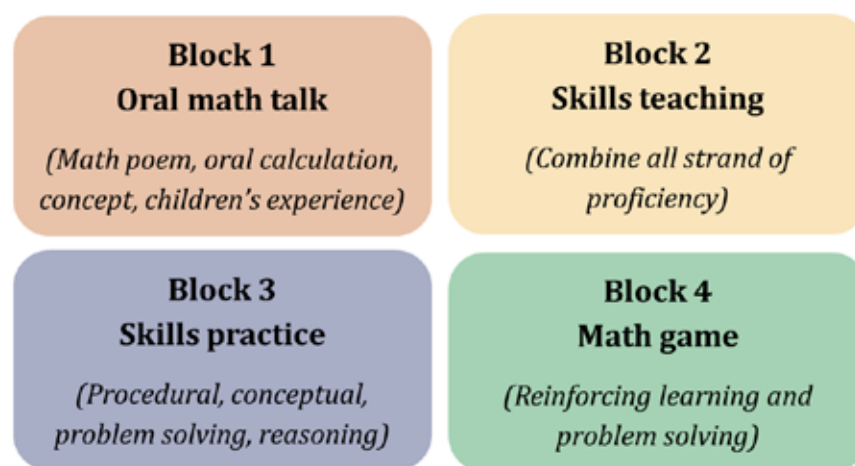 Block 1
Oral math talk
(Math poem, oral calculation,
concept, children's experience)
Block 2
Skills teaching
(Combine all strand of
proficiency)
Block 3
Skills practice
(Procedural, conceptual,
problem solving, reasoning)
Block 4
Math game
(Reinforcing learning and
problem solving)